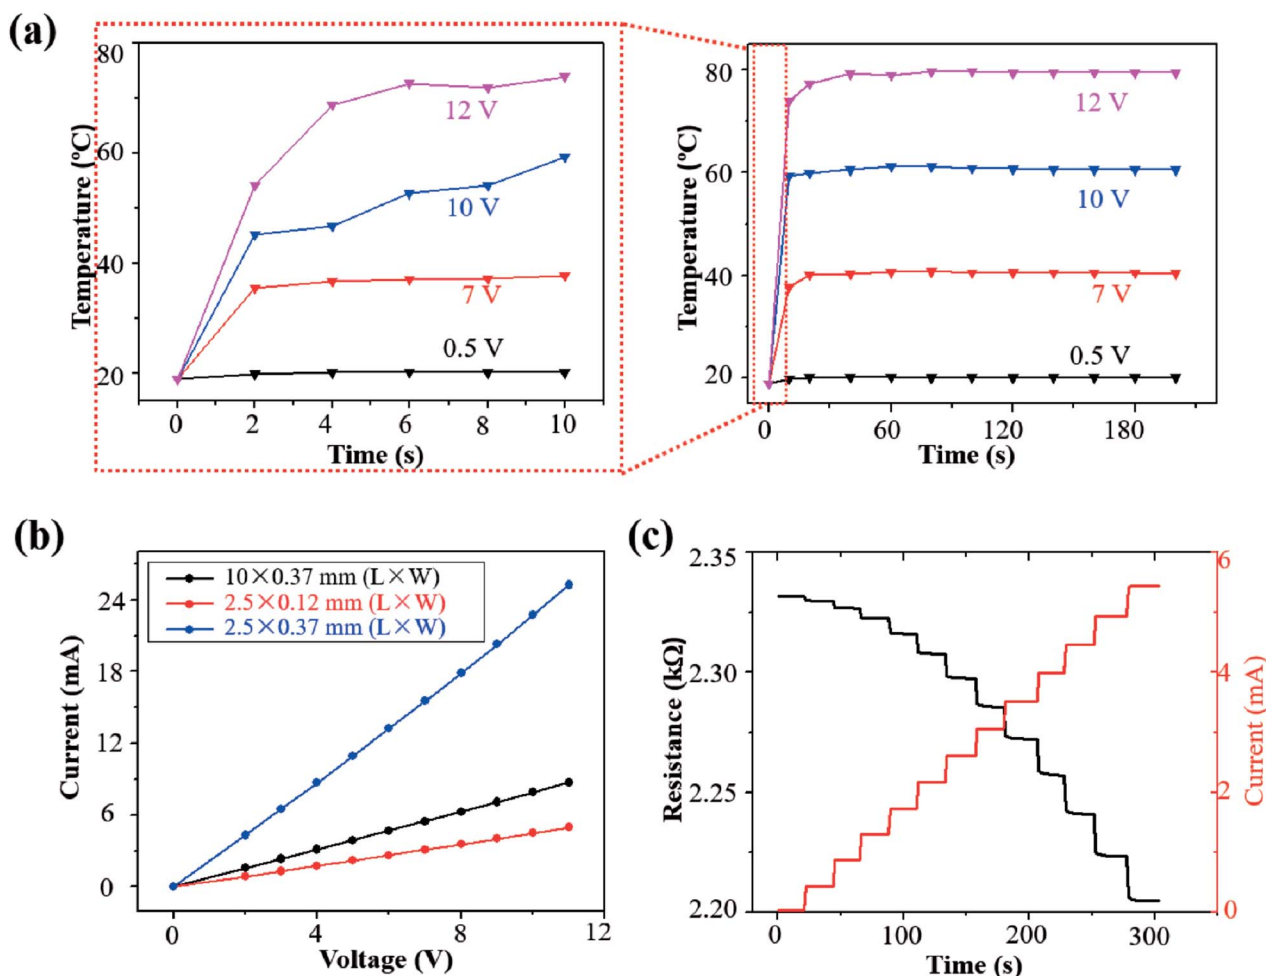 (a)
80
60
40
20
Temperature (ºC)
12 V
10 V
7 V
0.5 V
0 2 4 6 8 10
Time (s)
80
60
40
20
Temperature (ºC)
12 V
10 V
7 V
0.5 V
0 60 120 180
Time (s)
(b)
10×0.37 mm (L×W)
2.5×0.12 mm (L×W)
2.5×0.37 mm (L×W)
24
18
12
6
0
Current (mA)
0 4 8 12
Voltage (V)
(c)
2.35
2.30
2.25
2.20
Resistance (kΩ)
6
4
2
0
Current (mA)
0 100 200 300
Time (s)